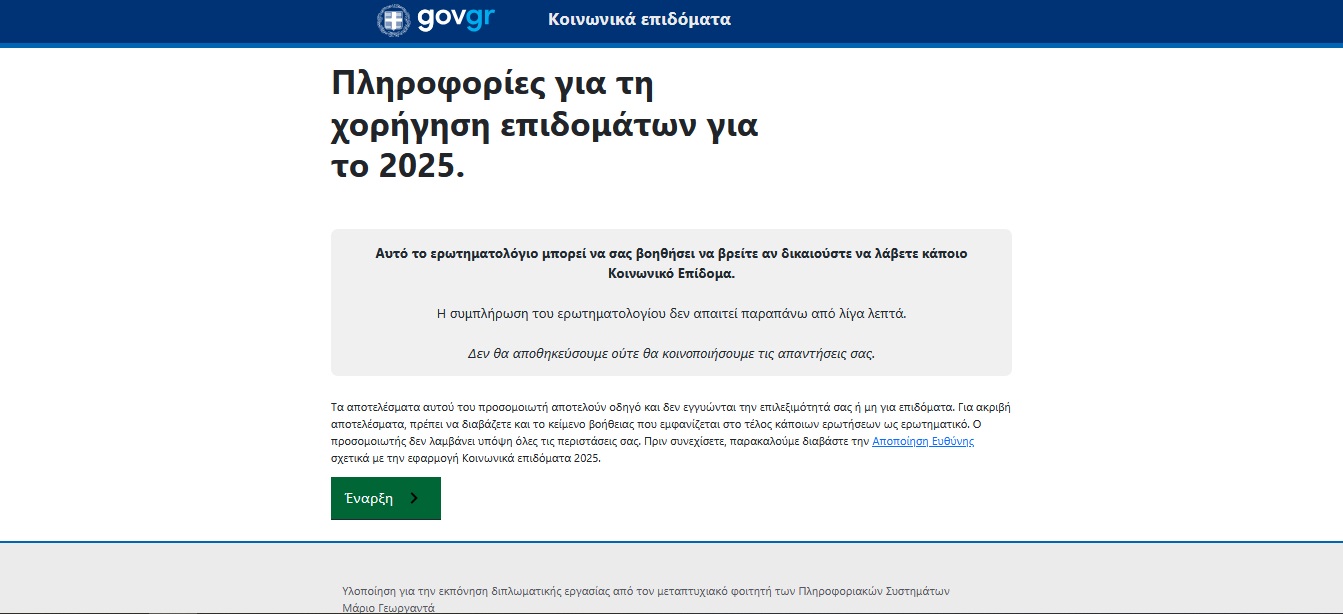 govgr Κοινωνικά επιδόματα
Πληροφορίες για τη
χορήγηση επιδομάτων για
το 2025.
Αυτό το ερωτηματολόγιο μπορεί να σας βοηθήσει να βρείτε αν δικαιούστε να λάβετε κάποιο
Κοινωνικό Επίδομα.
Η συμπλήρωση του ερωτηματολογίου δεν απαιτεί παραπάνω από λίγα λεπτά.
Δεν θα αποθηκεύσουμε ούτε θα κοινοποιήσουμε τις απαντήσεις σας.
Τα αποτελέσματα αυτού του προσομοιωτή αποτελούν οδηγό και δεν εγγυώνται την επιλεξιμότητά σας ή μη για επιδόματα. Για ακριβή
αποτελέσματα, πρέπει να διαβάζετε και το κείμενο βοήθειας που εμφανίζεται στο τέλος κάποιων ερωτήσεων ως ερωτηματικό. Ο
προσομοιωτής δεν λαμβάνει υπόψη όλες τις περιστάσεις σας. Πριν συνεχίσετε, παρακαλούμε διαβάστε την Αποποίηση Ευθύνης
σχετικά με την εφαρμογή Κοινωνικά επιδόματα 2025.
Έναρξη
Υλοποίηση για την εκπόνηση διπλωματικής εργασίας από τον μεταπτυχιακό φοιτητή των Πληροφοριακών Συστημάτων
Μάριο Γεωργαντά